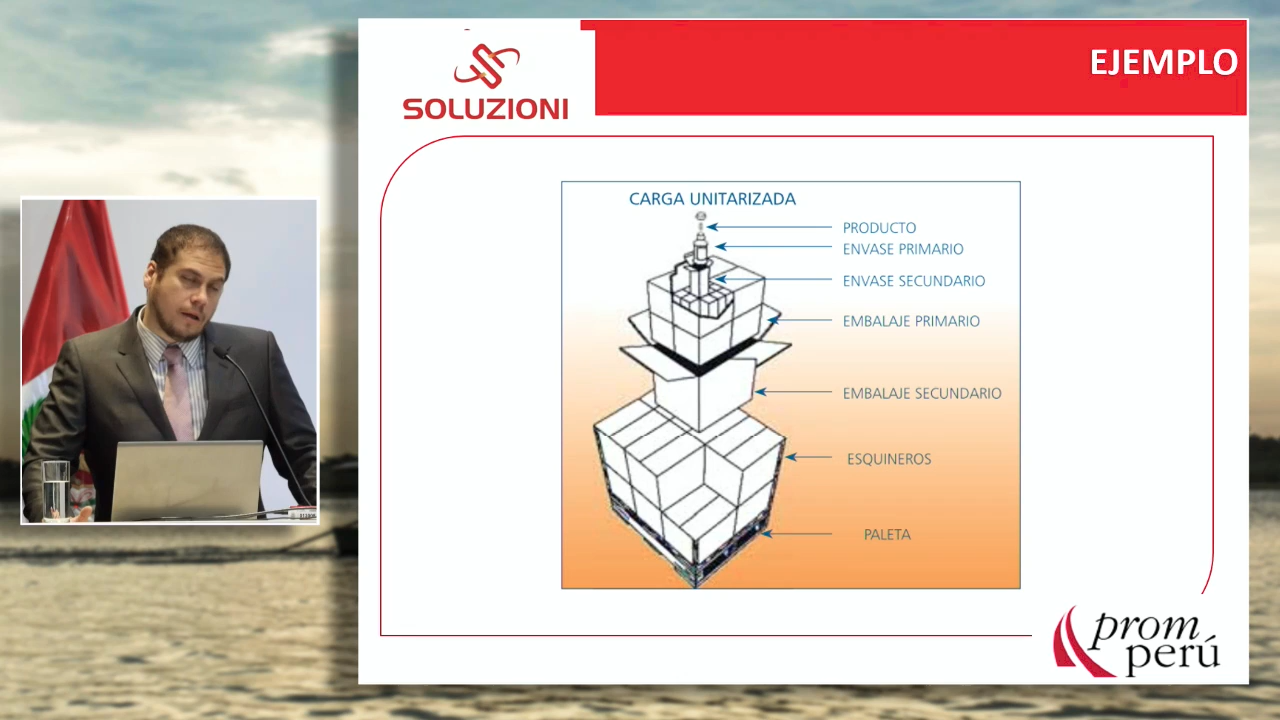 SOLUZIONI
EJEMPLO
CARGA UNITARIZADA
PRODUCTO
ENVASE PRIMARIO
ENVASE SECUNDARIO
EMBALAJE PRIMARIO
EMBALAJE SECUNDARIO
ESQUINEROS
PALETA
prom
perú